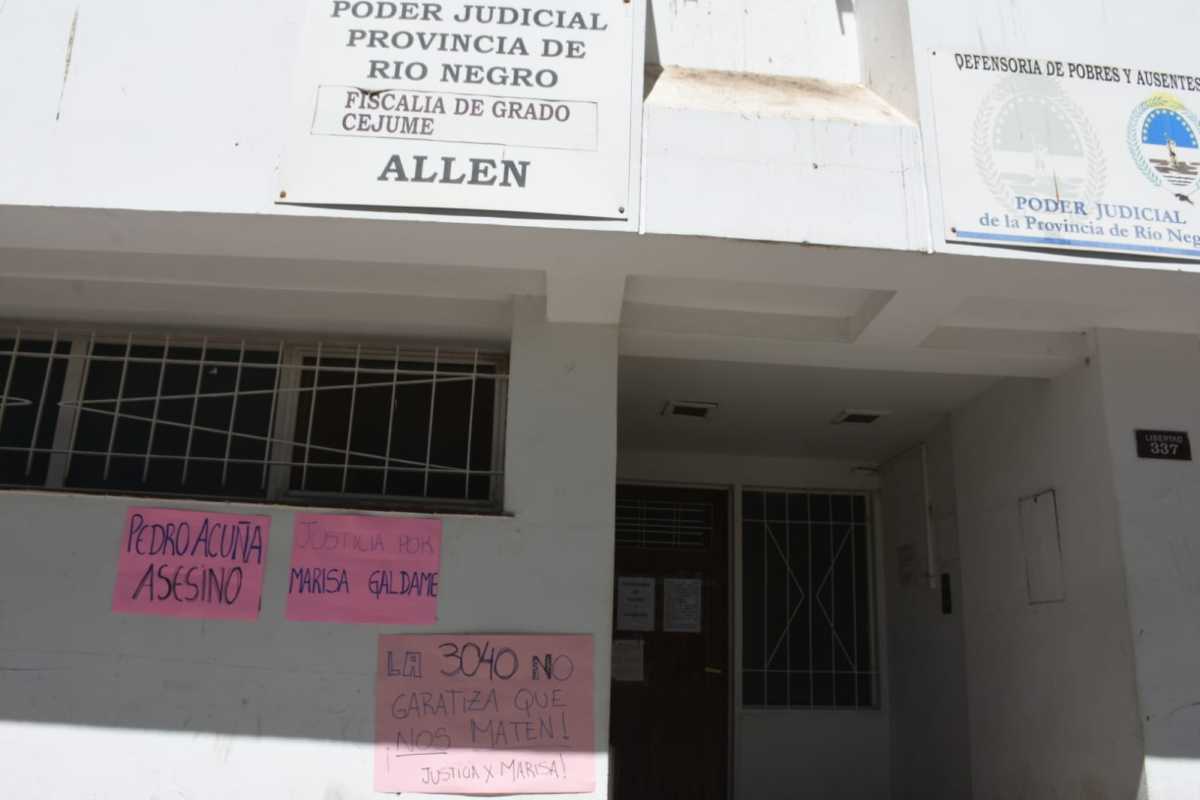 PODER JUDICIAL
PROVINCIA DE
RIO NEGRO
FISCALIA DE GRADO
CEJUME
ALLEN
DEFENSORIA DE POBRES Y AUSENTES
PODER JUDICIAL
de la Provincia de Río Neg
LIBERTAD
337
PEDRO ACUÑA
ASESINO
JUSTICIA POR
MARISA GALDAME
LA 3040 NO
GARATIZA QUE
NOS MATEN!
¡JUSTICIA X MARISA!